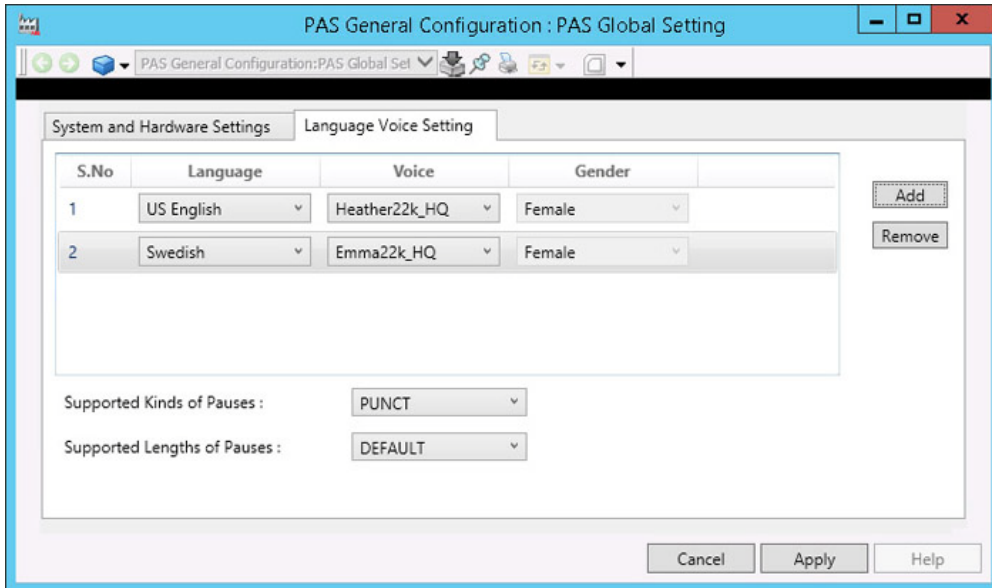 PAS General Configuration : PAS Global Setting
PAS General Configuration:PAS Global Set
System and Hardware Settings Language Voice Setting
S.No Language Voice Gender
1 US English Heather22k_HQ Female
Add
2 Swedish Emma22k_HQ Female
Remove
Supported Kinds of Pauses : PUNCT
Supported Lengths of Pauses : DEFAULT
Cancel Apply Help